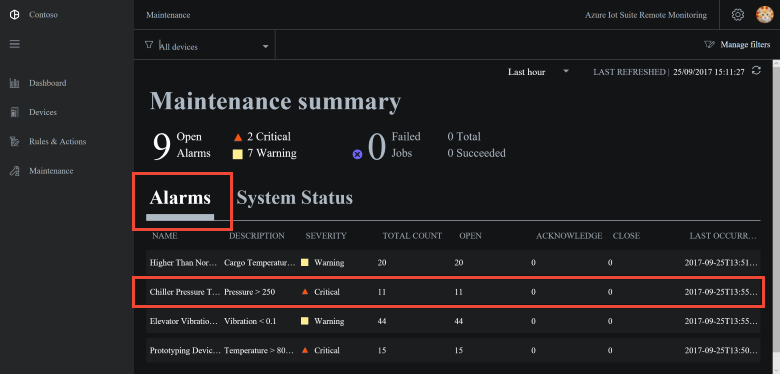 Contoso
Maintenance
Azure Iot Suite Remote Monitoring
All devices
Manage filters
Dashboard
Devices
Rules & Actions
Maintenance
Last hour
LAST REFRESHED | 25/09/2017 15:11:27
Maintenance summary
9 Open Alarms
2 Critical
7 Warning
0 Failed Jobs
0 Total
0 Succeeded
Alarms System Status
NAME DESCRIPTION SEVERITY TOTAL COUNT OPEN ACKNOWLEDGE CLOSE LAST OCCURR...
Higher Than Nor... Cargo Temperatur... Warning 20 20 0 0 2017-09-25T13:51...
Chiller Pressure T... Pressure > 250 Critical 11 11 0 0 2017-09-25T13:55...
Elevator Vibratio... Vibration < 0.1 Warning 44 44 0 0 2017-09-25T13:55...
Prototyping Devic... Temperature > 80... Critical 15 15 0 0 2017-09-25T13:50...